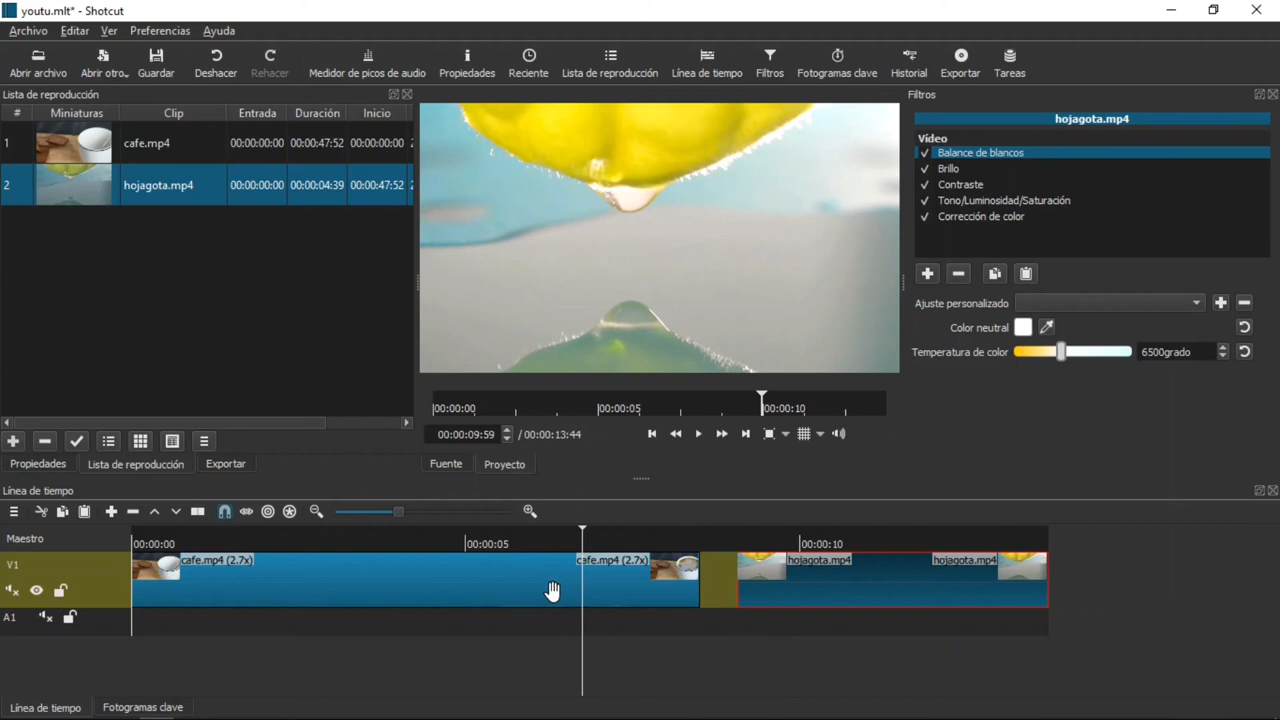 youtu.mlt* - Shotcut
Archivo Editar Ver Preferencias Ayuda
Abrir archivo Abrir otro... Guardar Deshacer Rehacer Medidor de picos de audio Propiedades Reciente Lista de reproducción Línea de tiempo Filtros Fotogramas clave Historial Exportar Tareas
Lista de reproducción
# Miniaturas Clip Entrada Duración Inicio
1 cafe.mp4 00:00:00:00 00:00:47:52 00:00:00:00
2 hojagota.mp4 00:00:00:00 00:00:04:39 00:00:47:52
Propiedades Lista de reproducción Exportar
00:00:00 00:00:05 00:00:10
00:00:09:59 / 00:00:13:44
Fuente Proyecto
Filtros
hojagota.mp4
Vídeo
Balance de blancos
Brillo
Contraste
Tono/Luminosidad/Saturación
Corrección de color
Ajuste personalizado
Color neutral
Temperatura de color 6500grado
Línea de tiempo
Maestro 00:00:00 00:00:05 00:00:10
V1 cafe.mp4 (2.7x) cafe.mp4 (2.7x) hojagota.mp4 hojagota.mp4
A1
Línea de tiempo Fotogramas clave